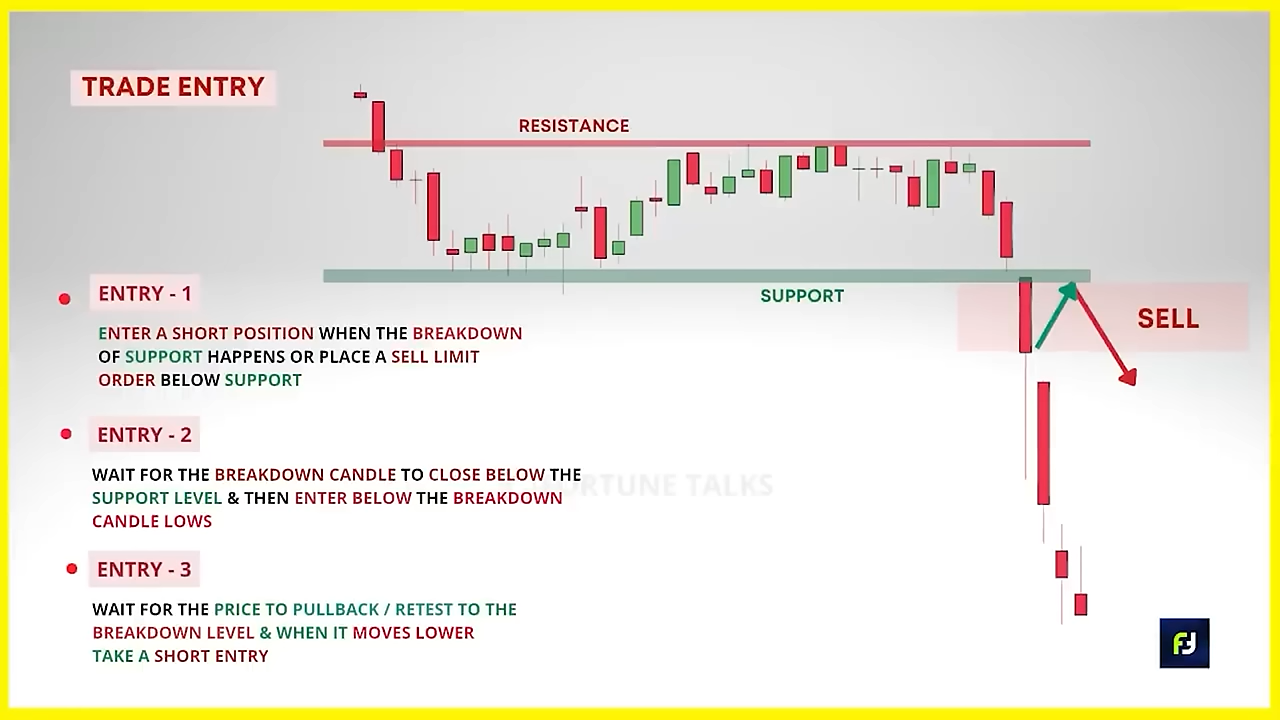 TRADE ENTRY
RESISTANCE
SUPPORT
SELL
ENTRY - 1
ENTER A SHORT POSITION WHEN THE BREAKDOWN
OF SUPPORT HAPPENS OR PLACE A SELL LIMIT
ORDER BELOW SUPPORT
ENTRY - 2
WAIT FOR THE BREAKDOWN CANDLE TO CLOSE BELOW THE
SUPPORT LEVEL & THEN ENTER BELOW THE BREAKDOWN
CANDLE LOWS
FORTUNE TALKS
ENTRY - 3
WAIT FOR THE PRICE TO PULLBACK / RETEST TO THE
BREAKDOWN LEVEL & WHEN IT MOVES LOWER
TAKE A SHORT ENTRY